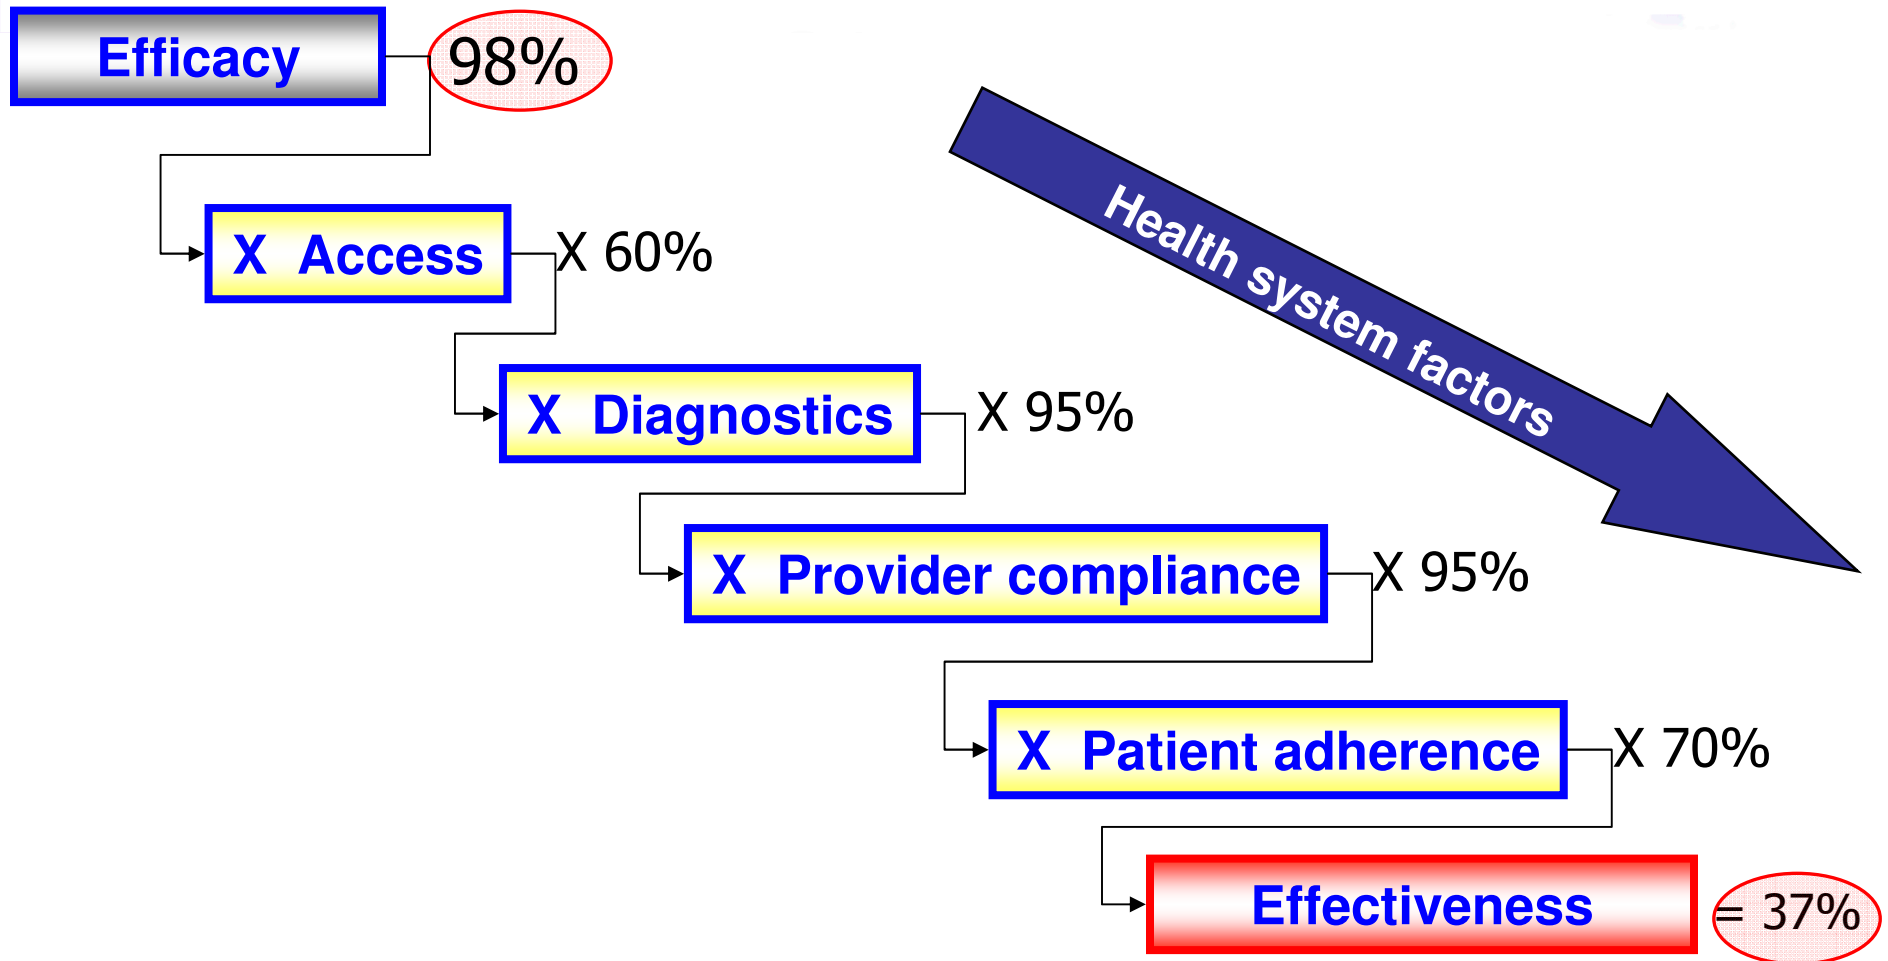 Efficacy 98%
X Access X 60%
Health system factors
X Diagnostics X 95%
X Provider compliance X 95%
X Patient adherence X 70%
Effectiveness = 37%